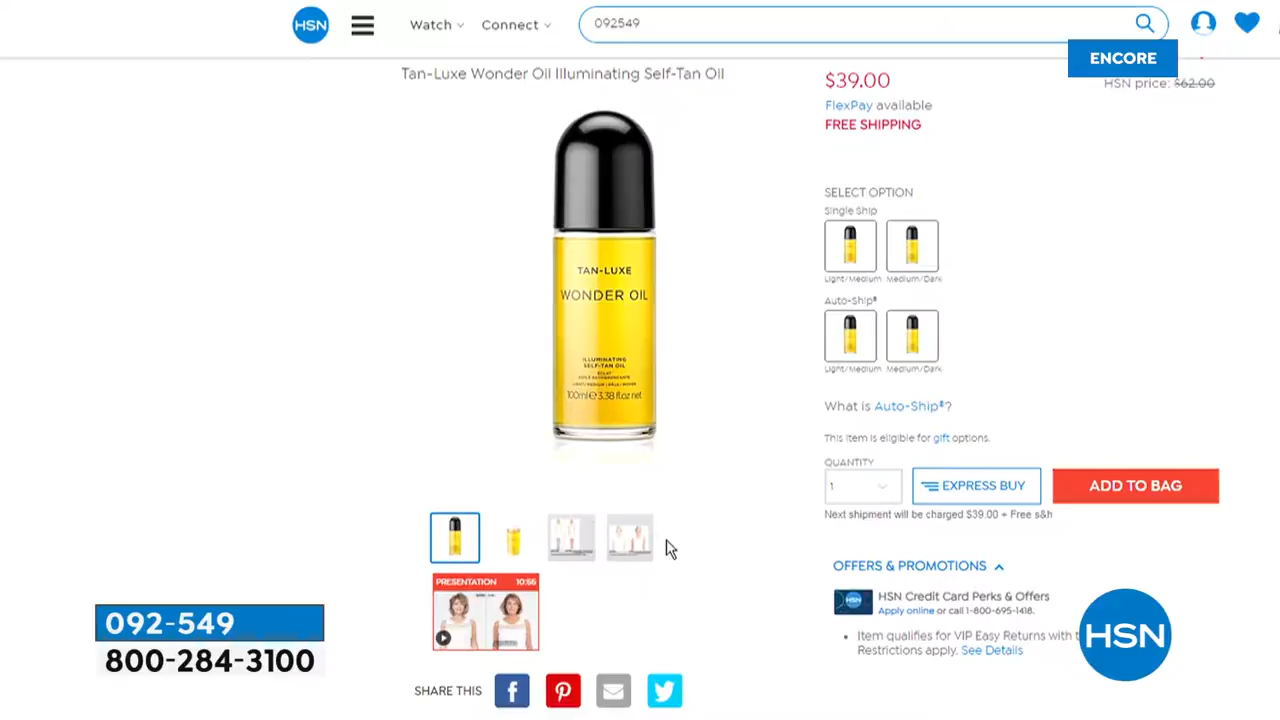 HSN
Watch
Connect
092549
ENCORE
Tan-Luxe Wonder Oil Illuminating Self-Tan Oil
$39.00
HSN price: $62.00
FlexPay available
FREE SHIPPING
SELECT OPTION
Single Ship
Light/Medium Medium/Dark
Auto-Ship®
Light/Medium Medium/Dark
What is Auto-Ship®?
This item is eligible for gift options.
QUANTITY
1
EXPRESS BUY
ADD TO BAG
Next shipment will be charged $39.00 + Free s&h
TAN-LUXE
WONDER OIL
ILLUMINATING
SELF-TAN OIL
100ml e 3.38 fl.oz net
PRESENTATION
OFFERS & PROMOTIONS
HSN
HSN Credit Card Perks & Offers
Apply online or call 1-800-695-1418.
Item qualifies for VIP Easy Returns with
Restrictions apply. See Details
092-549
800-284-3100
HSN
SHARE THIS